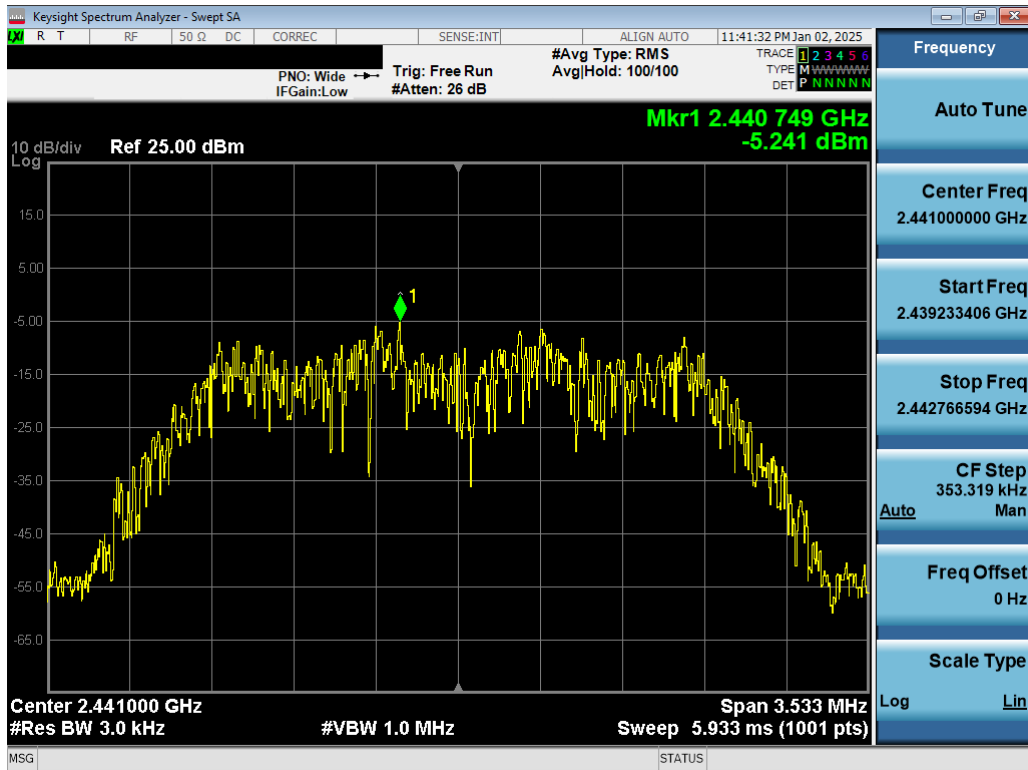 Keysight Spectrum Analyzer - Swept SA
LXI R T RF 50 Ω DC CORREC SENSE:INT ALIGN AUTO 11:41:32 PM Jan 02, 2025
PNO: Wide
IFGain:Low
Trig: Free Run
#Atten: 26 dB
#Avg Type: RMS
Avg|Hold: 100/100
TRACE 1 2 3 4 5 6
TYPE M WWWWW
DET P N N N N N
Mkr1 2.440 749 GHz
-5.241 dBm
10 dB/div Ref 25.00 dBm
Log
15.0
5.00
1
-5.00
-15.0
-25.0
-35.0
-45.0
-55.0
-65.0
Center 2.441000 GHz Span 3.533 MHz
#Res BW 3.0 kHz #VBW 1.0 MHz Sweep 5.933 ms (1001 pts)
MSG STATUS
Frequency
Auto Tune
Center Freq
2.441000000 GHz
Start Freq
2.439233406 GHz
Stop Freq
2.442766594 GHz
CF Step
353.319 kHz
Auto Man
Freq Offset
0 Hz
Scale Type
Log Lin